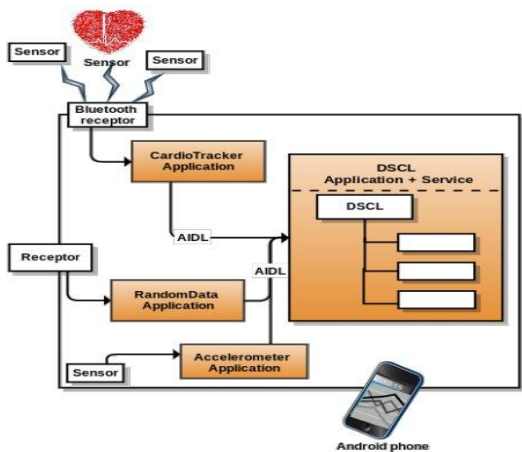 Sensor
Sensor
Sensor
Bluetooth
receptor
CardioTracker
Application
DSCL
Application + Service
DSCL
AIDL
Receptor
AIDL
RandomData
Application
Accelerometer
Application
Sensor
Android phone